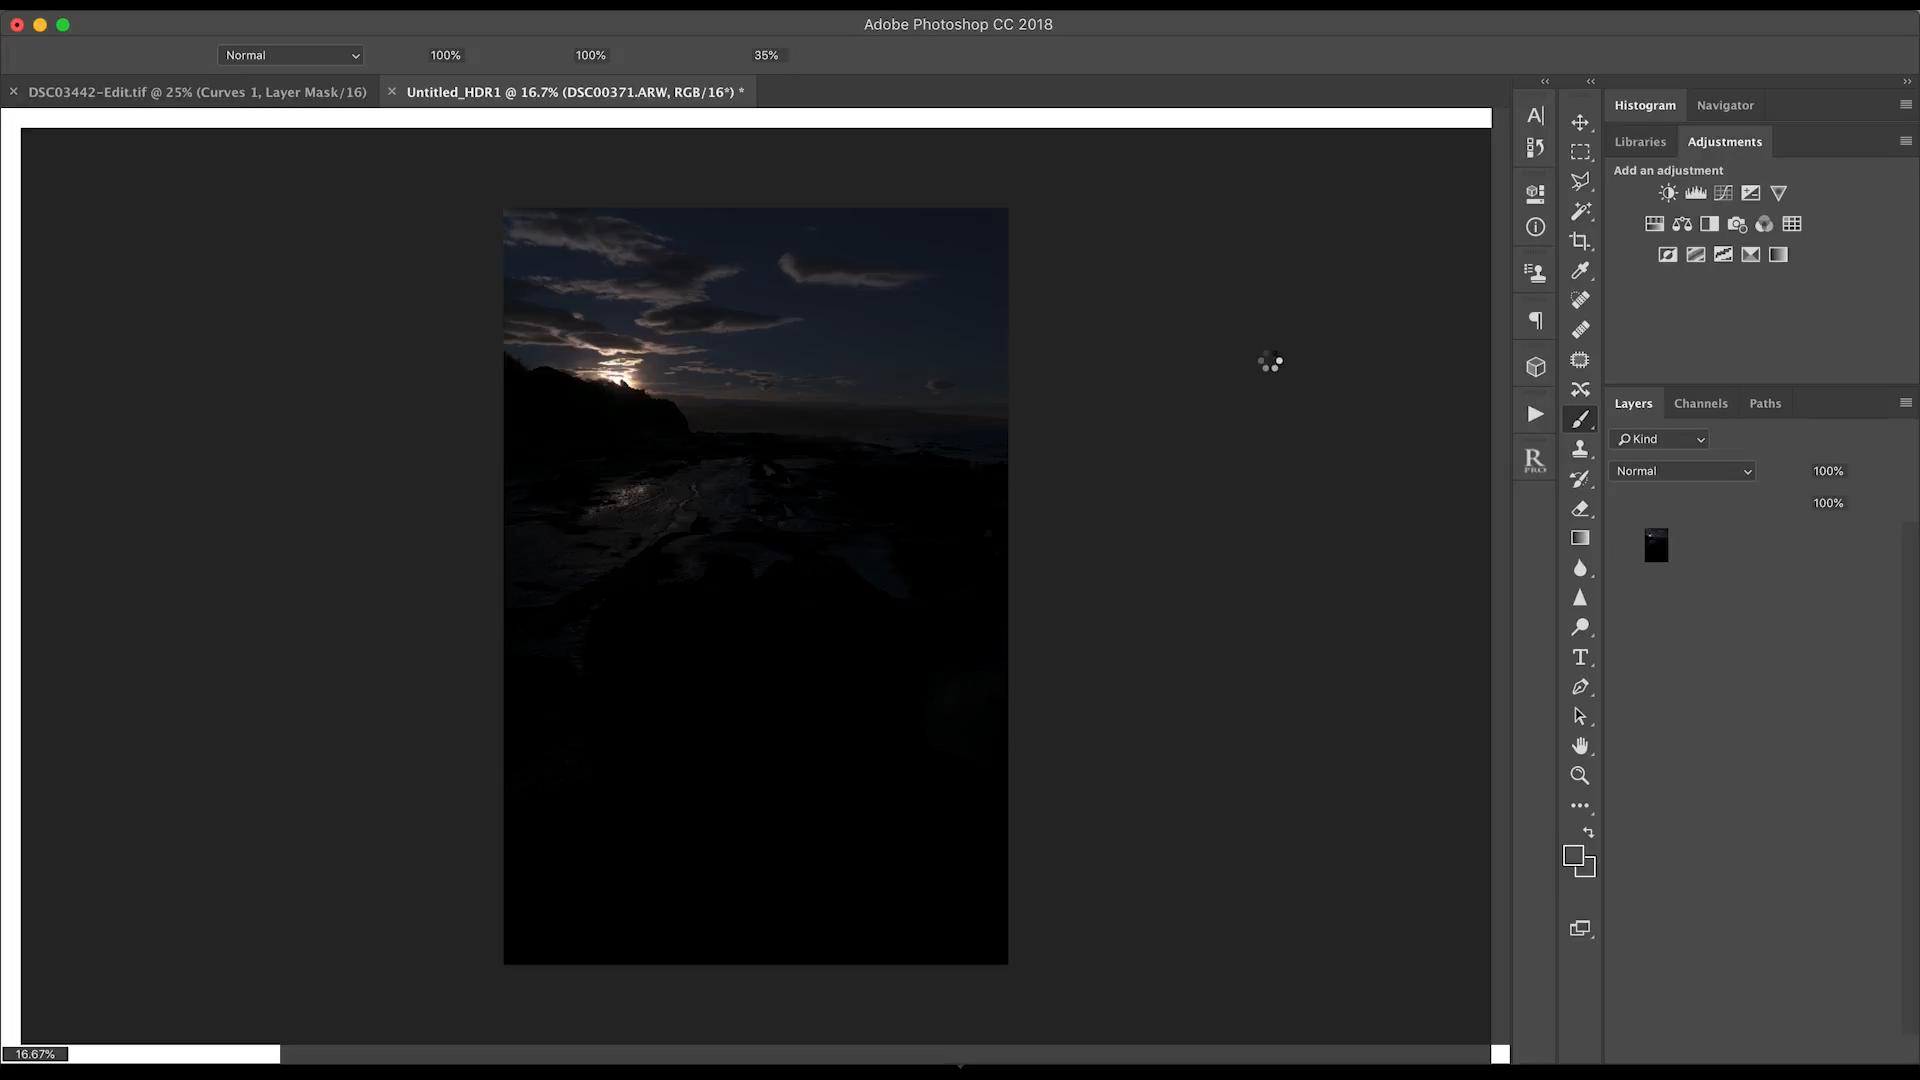 Adobe Photoshop CC 2018
Normal 100% 100% 35%
DSC03442-Edit.tif @ 25% (Curves 1, Layer Mask/16) Untitled_HDR1 @ 16.7% (DSC00371.ARW, RGB/16*) *
Histogram Navigator
Libraries Adjustments
Add an adjustment
Layers Channels Paths
Kind
Normal 100%
100%
A
R
PRO
T
16.67%